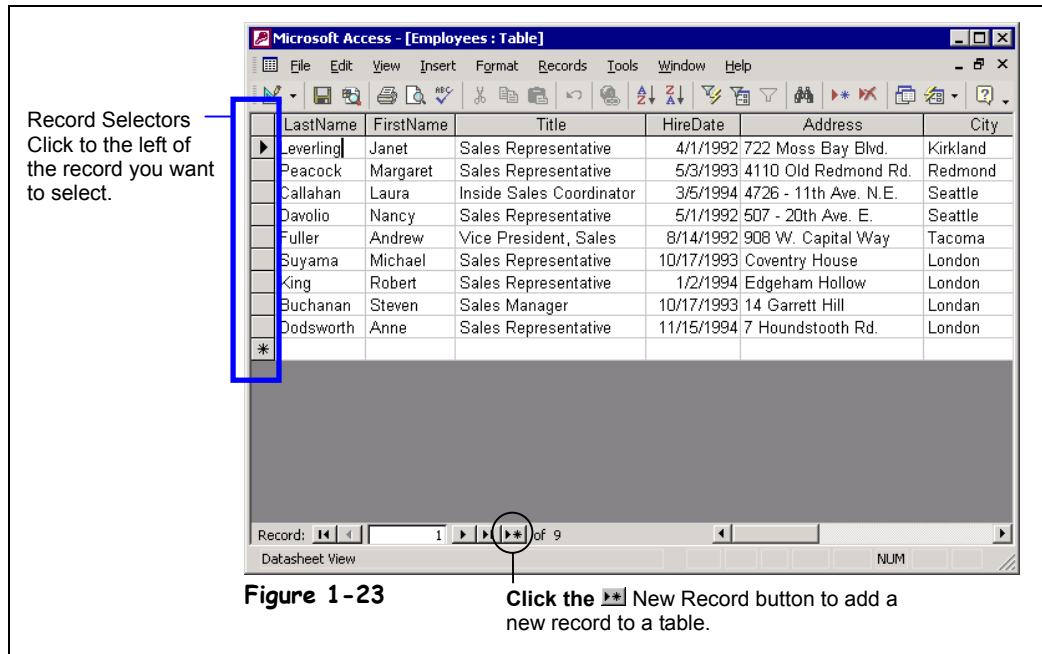 Microsoft Access - [Employees : Table]
File Edit View Insert Format Records Tools Window Help
Record Selectors
Click to the left of
the record you want
to select.
LastName FirstName Title HireDate Address City
Leverling Janet Sales Representative 4/1/1992 722 Moss Bay Blvd. Kirkland
Peacock Margaret Sales Representative 5/3/1993 4110 Old Redmond Rd. Redmond
Callahan Laura Inside Sales Coordinator 3/5/1994 4726 - 11th Ave. N.E. Seattle
Davolio Nancy Sales Representative 5/1/1992 507 - 20th Ave. E. Seattle
Fuller Andrew Vice President, Sales 8/14/1992 908 W. Capital Way Tacoma
Suyama Michael Sales Representative 10/17/1993 Coventry House London
King Robert Sales Representative 1/2/1994 Edgeham Hollow London
Buchanan Steven Sales Manager 10/17/1993 14 Garrett Hill Londan
Dodsworth Anne Sales Representative 11/15/1994 7 Houndstooth Rd. London
Record: 1 of 9
Datasheet View NUM
Figure 1-23
Click the New Record button to add a
new record to a table.